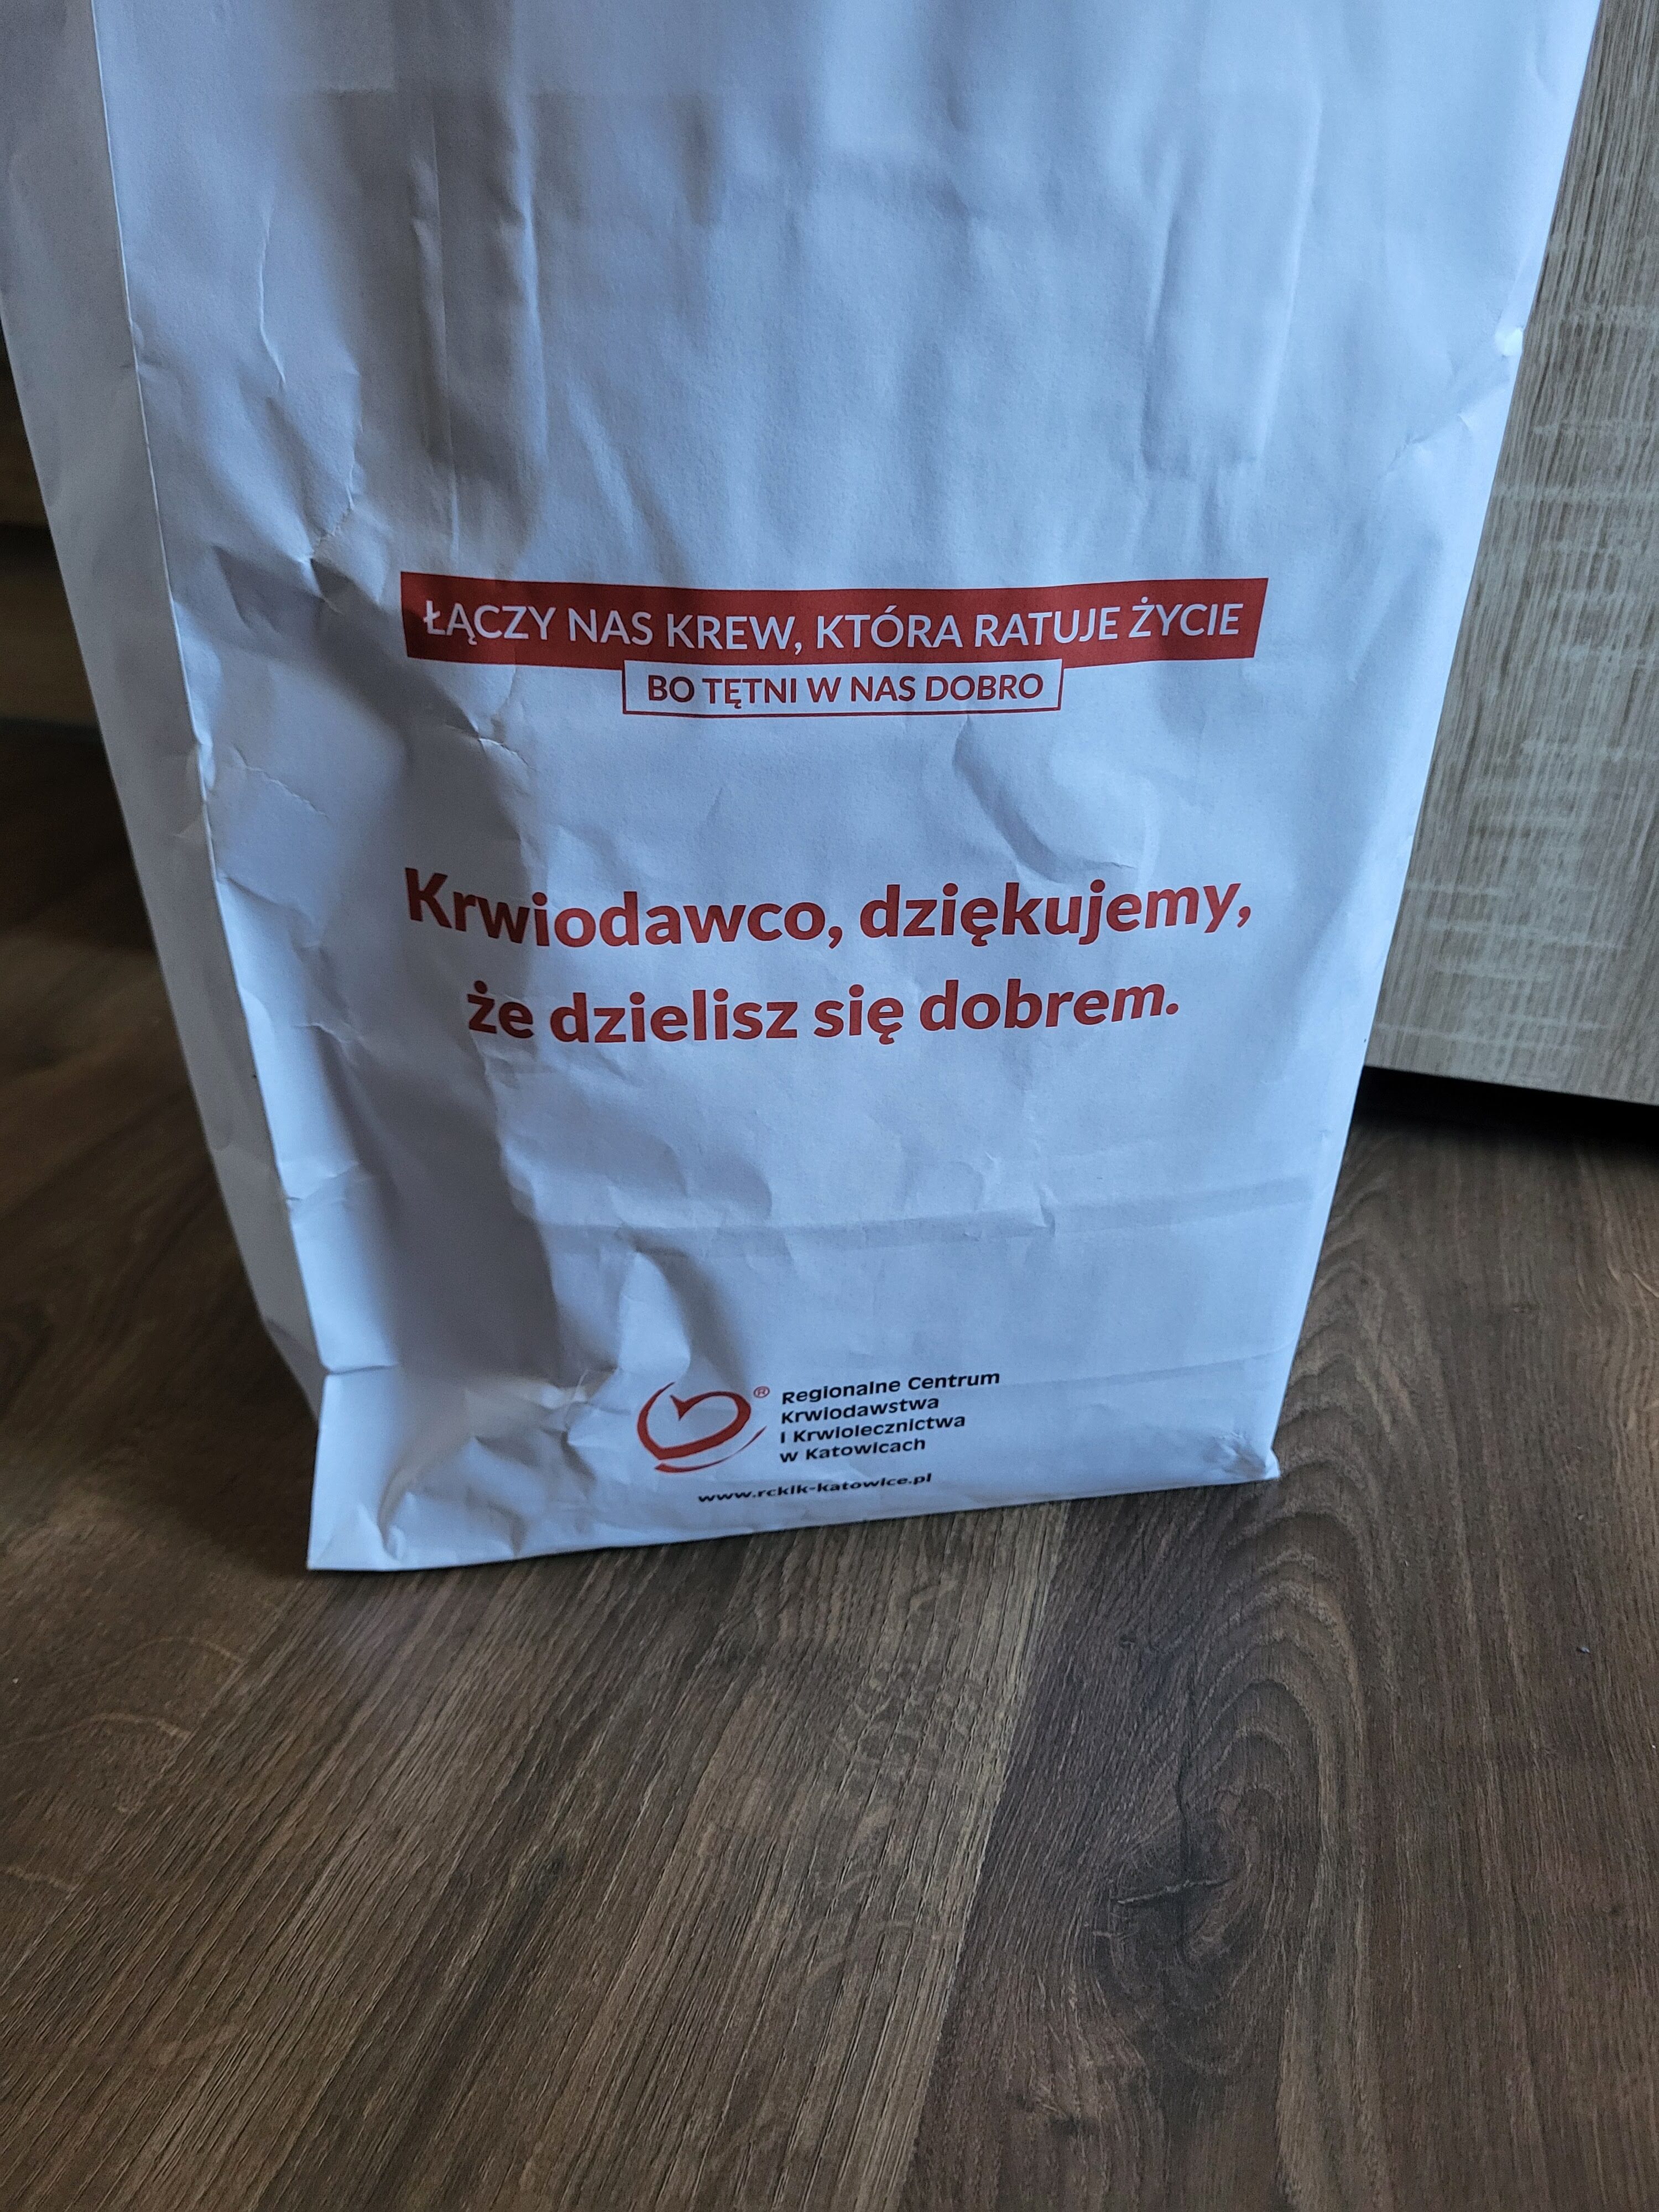 ŁĄCZY NAS KREW, KTÓRA RATUJE ŻYCIE
BO TĘTNI W NAS DOBRO
Krwiodawco, dziękujemy,
że dzielisz się dobrem.
® Regionalne Centrum
Krwiodawstwa
i Krwiolecznictwa
w Katowicach
www.rckik-katowice.pl